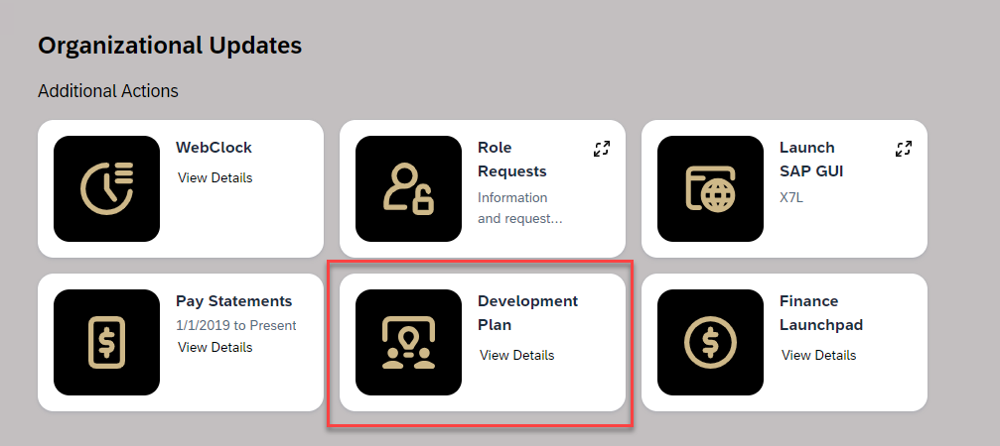 Organizational Updates
Additional Actions
WebClock
View Details
Role
Requests
Information
and request...
Launch
SAP GUI
X7L
Pay Statements
1/1/2019 to Present
View Details
Development
Plan
View Details
Finance
Launchpad
View Details